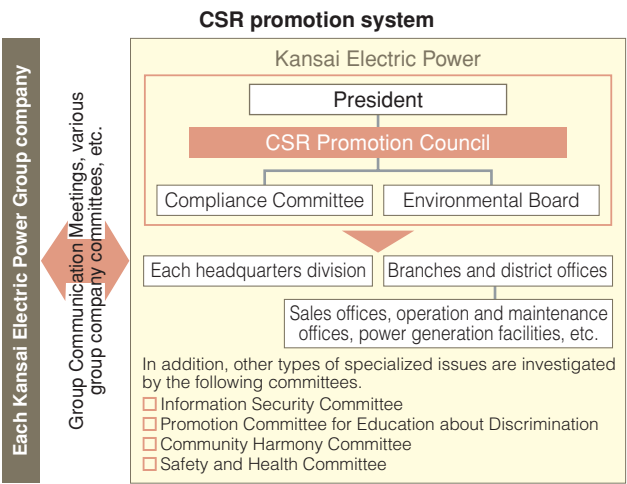 CSR promotion system
Each Kansai Electric Power Group company
Group Communication Meetings, various
group company committees, etc.
Kansai Electric Power
President
CSR Promotion Council
Compliance Committee
Environmental Board
Each headquarters division
Branches and district offices
Sales offices, operation and maintenance
offices, power generation facilities, etc.
In addition, other types of specialized issues are investigated
by the following committees.
Information Security Committee
Promotion Committee for Education about Discrimination
Community Harmony Committee
Safety and Health Committee